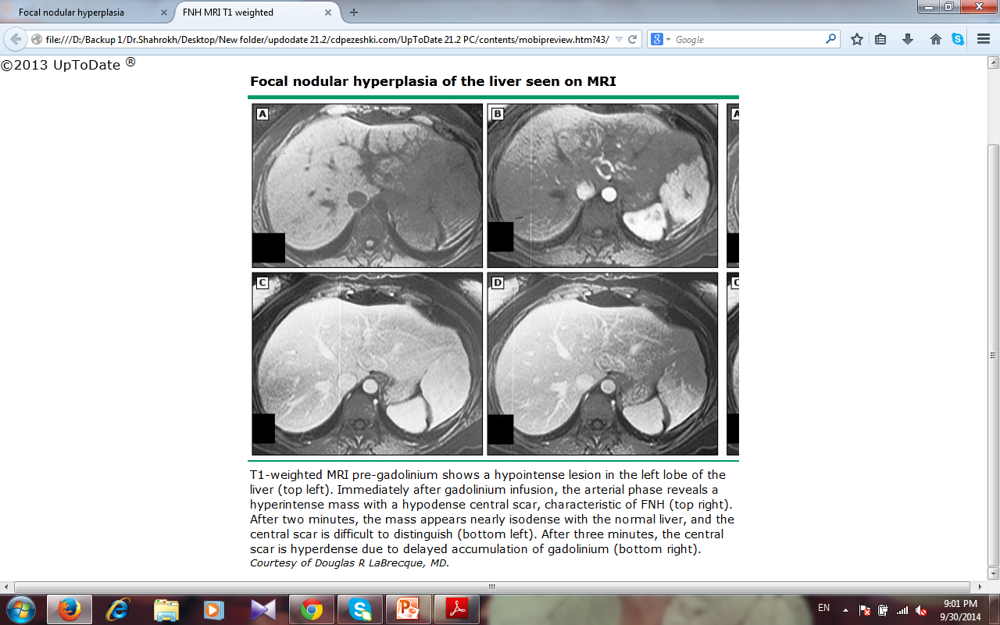 Focal nodular hyperplasia
FNH MRI T1 weighted
file:///D:/Backup 1/Dr.Shahrokh/Desktop/New folder/updodate 21.2/cdpezeshki.com/UpToDate 21.2 PC/contents/mobipreview.htm?43/
Google
©2013 UpToDate ®
Focal nodular hyperplasia of the liver seen on MRI
A
B
A
C
D
C
T1-weighted MRI pre-gadolinium shows a hypointense lesion in the left lobe of the
liver (top left). Immediately after gadolinium infusion, the arterial phase reveals a
hyperintense mass with a hypodense central scar, characteristic of FNH (top right).
After two minutes, the mass appears nearly isodense with the normal liver, and the
central scar is difficult to distinguish (bottom left). After three minutes, the central
scar is hyperdense due to delayed accumulation of gadolinium (bottom right).
Courtesy of Douglas R LaBrecque, MD.
EN
9:01 PM
9/30/2014